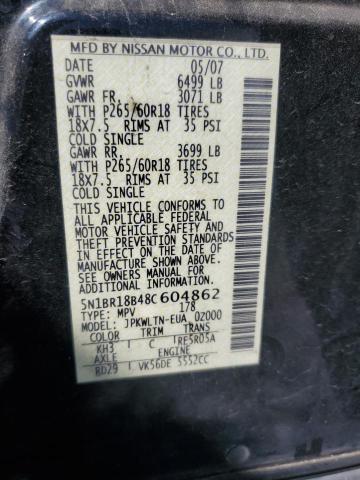 MFD BY NISSAN MOTOR CO., LTD.
DATE 05/07
GVWR 6499 LB
GAWR FR. 3071 LB
WITH P265/60R18 TIRES
18X7.5 RIMS AT 35 PSI
COLD SINGLE
GAWR RR. 3699 LB
WITH P265/60R18 TIRES
18X7.5 RIMS AT 35 PSI
COLD SINGLE
THIS VEHICLE CONFORMS TO
ALL APPLICABLE FEDERAL
MOTOR VEHICLE SAFETY AND
THEFT PREVENTION STANDARDS
IN EFFECT ON THE DATE OF
MANUFACTURE SHOWN ABOVE.
SEE OWNERS MANUAL FOR
ADDITIONAL INFORMATION.
5N1BR18B48C604862
TYPE: MPV 178
MODEL: JPKWLTN-EUA 02000
COLOR TRIM TRANS
KH3 C RE5R05A
AXLE ENGINE
RD29 VK56DE 5552CC